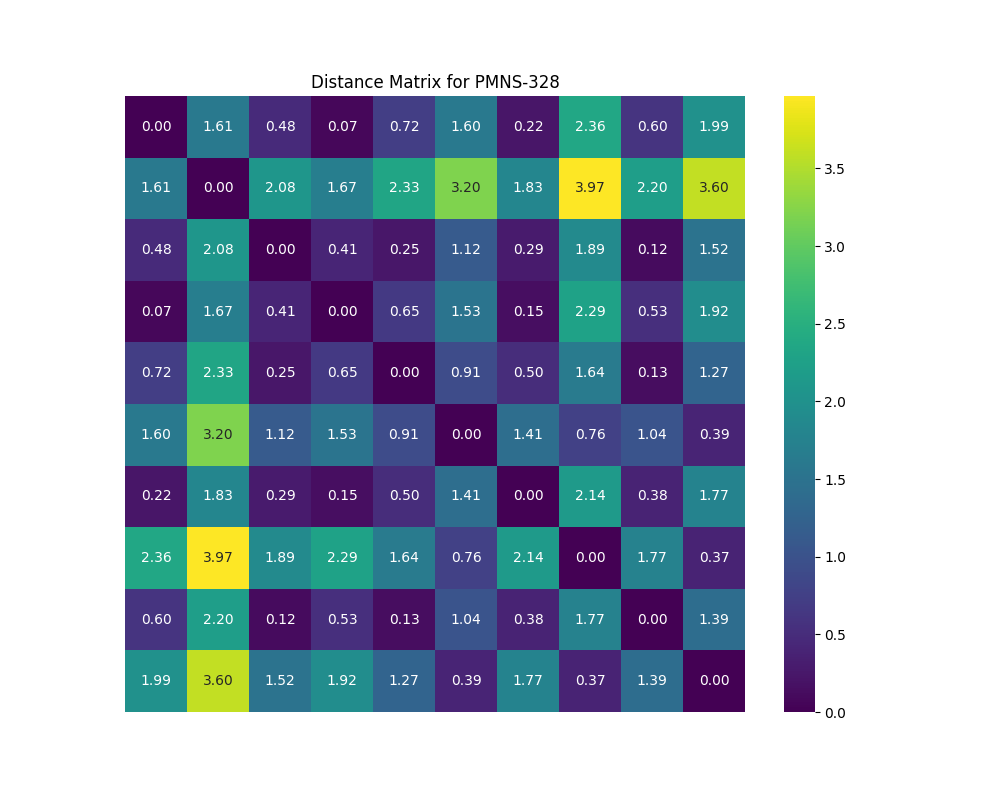 Distance Matrix for PMNS-328
0.00 1.61 0.48 0.07 0.72 1.60 0.22 2.36 0.60 1.99
1.61 0.00 2.08 1.67 2.33 3.20 1.83 3.97 2.20 3.60
0.48 2.08 0.00 0.41 0.25 1.12 0.29 1.89 0.12 1.52
0.07 1.67 0.41 0.00 0.65 1.53 0.15 2.29 0.53 1.92
0.72 2.33 0.25 0.65 0.00 0.91 0.50 1.64 0.13 1.27
1.60 3.20 1.12 1.53 0.91 0.00 1.41 0.76 1.04 0.39
0.22 1.83 0.29 0.15 0.50 1.41 0.00 2.14 0.38 1.77
2.36 3.97 1.89 2.29 1.64 0.76 2.14 0.00 1.77 0.37
0.60 2.20 0.12 0.53 0.13 1.04 0.38 1.77 0.00 1.39
1.99 3.60 1.52 1.92 1.27 0.39 1.77 0.37 1.39 0.00
3.5
3.0
2.5
2.0
1.5
1.0
0.5
0.0